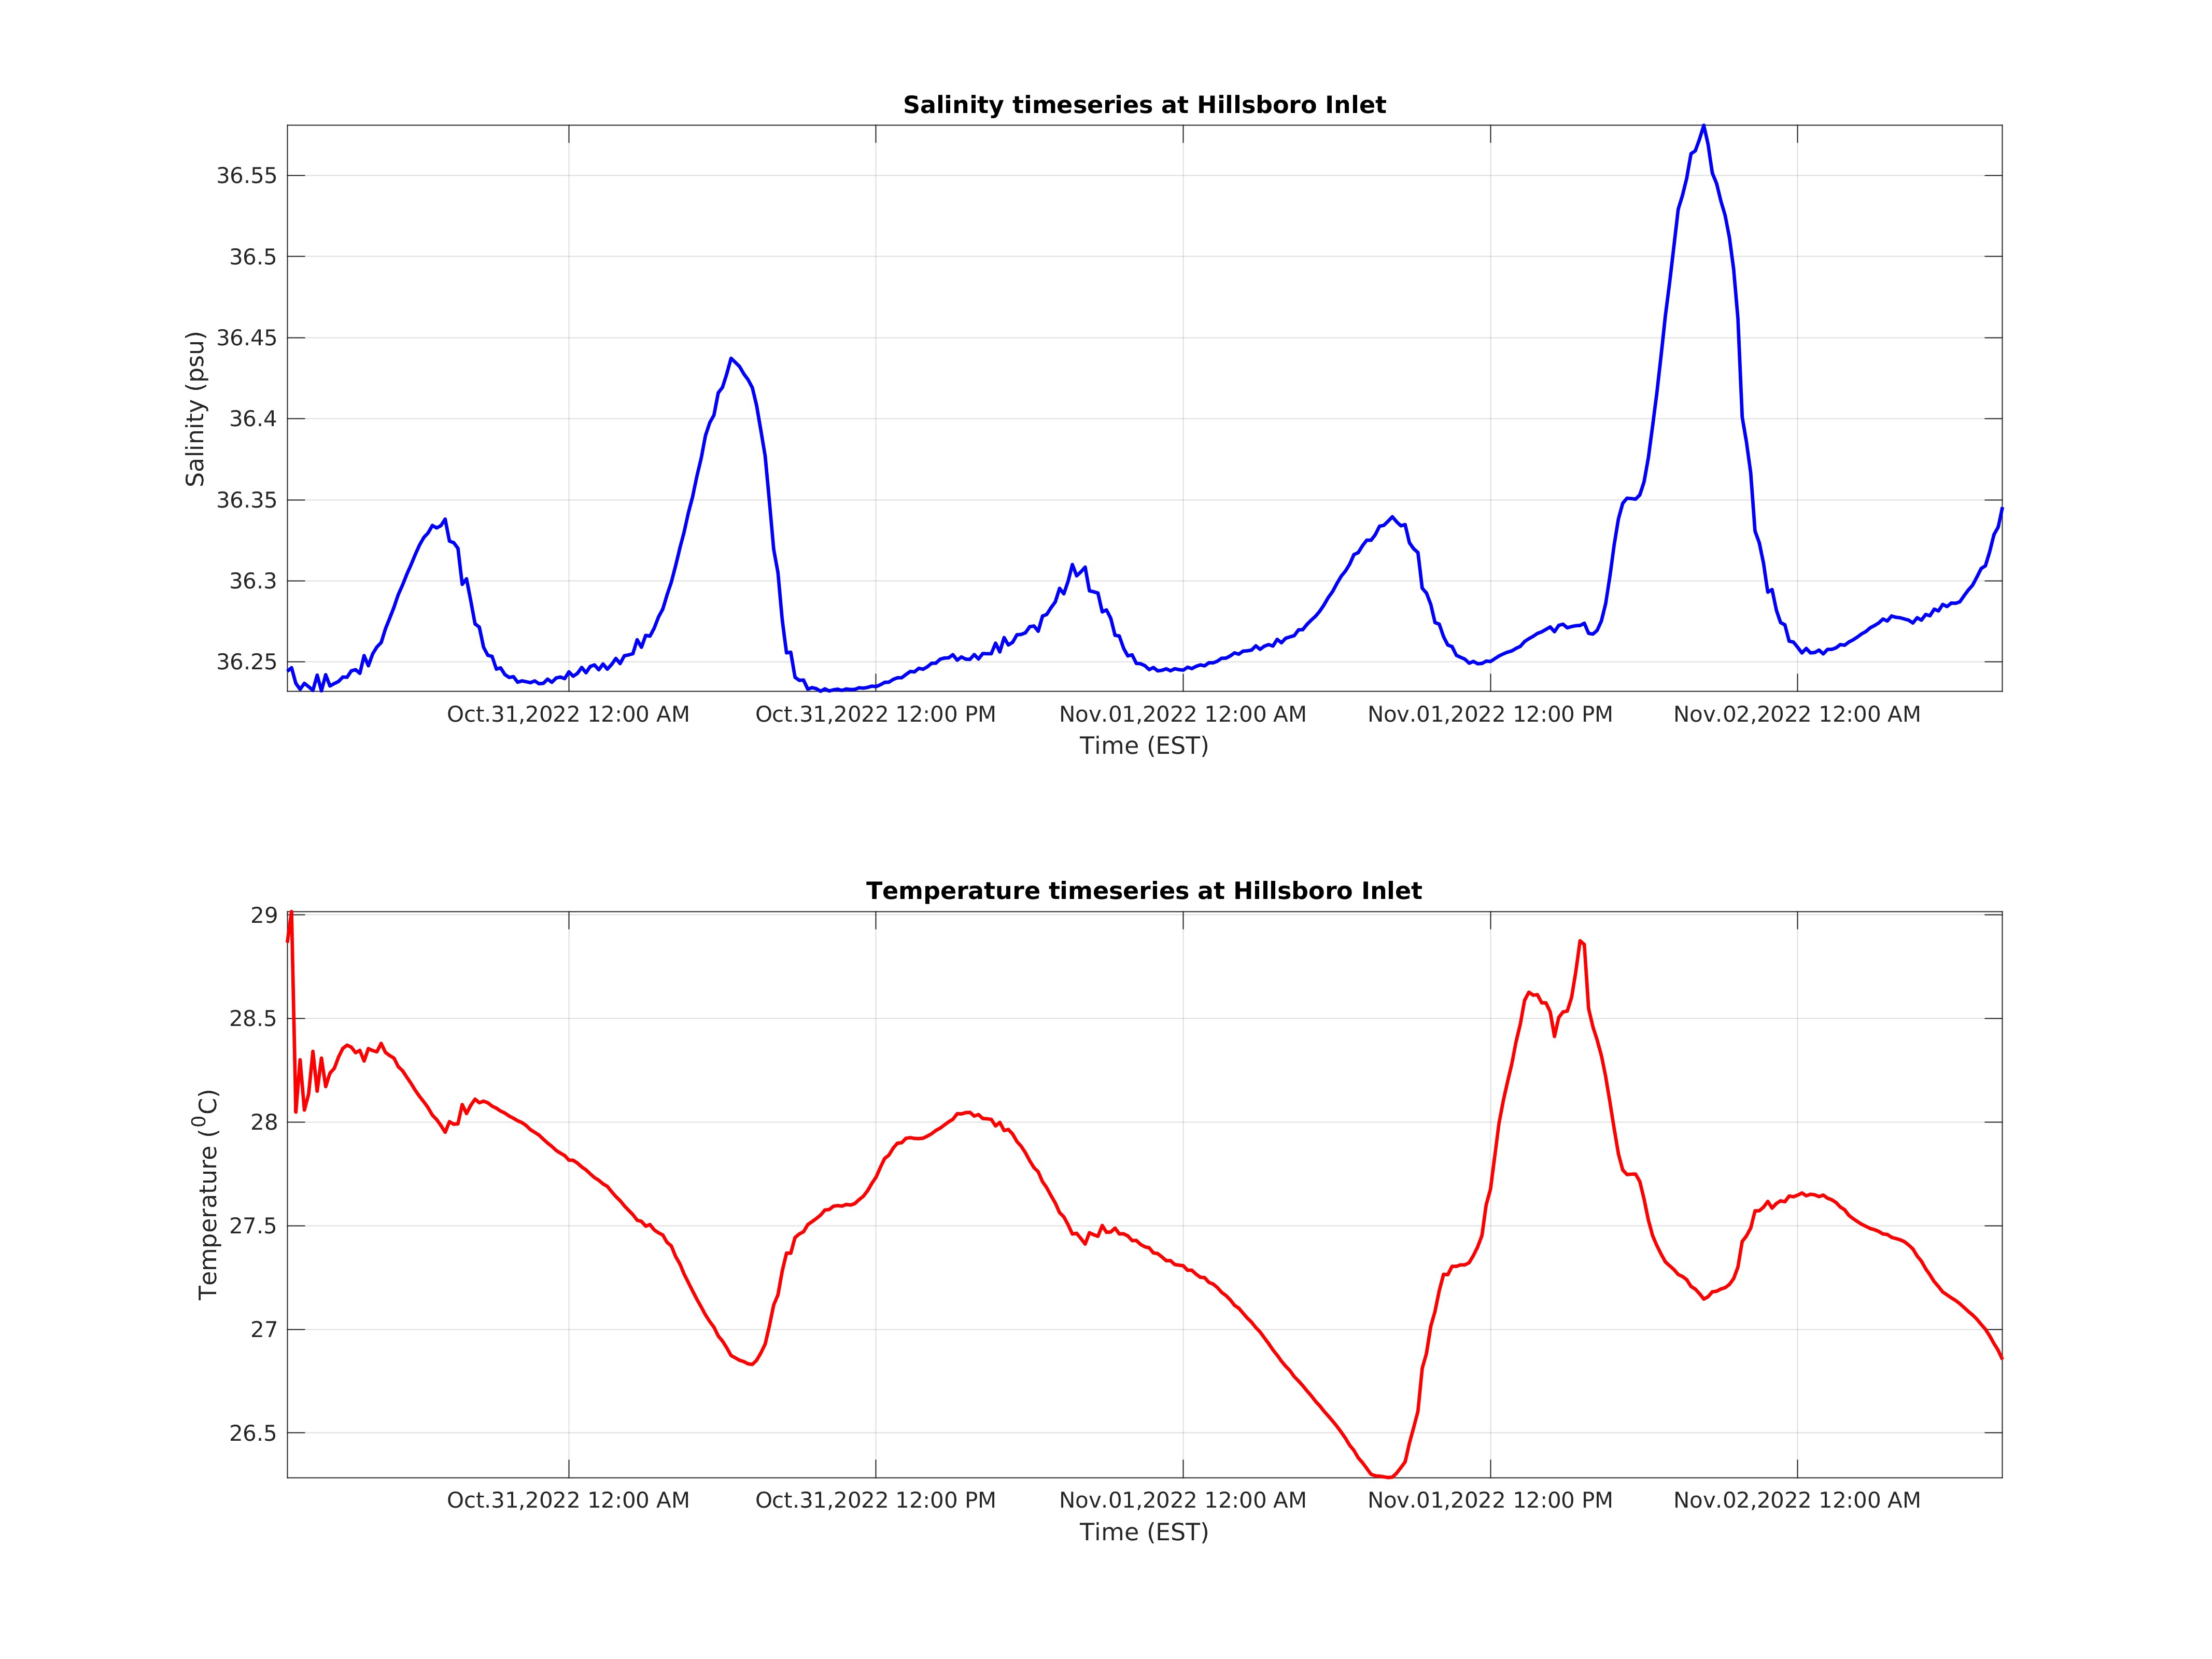 Salinity timeseries at Hillsboro Inlet
36.55
36.5
36.45
36.4
36.35
36.3
36.25
Salinity (psu)
Oct.31,2022 12:00 AM Oct.31,2022 12:00 PM Nov.01,2022 12:00 AM Nov.01,2022 12:00 PM Nov.02,2022 12:00 AM
Time (EST)
Temperature timeseries at Hillsboro Inlet
29
28.5
28
27.5
27
26.5
Temperature (⁰C)
Oct.31,2022 12:00 AM Oct.31,2022 12:00 PM Nov.01,2022 12:00 AM Nov.01,2022 12:00 PM Nov.02,2022 12:00 AM
Time (EST)